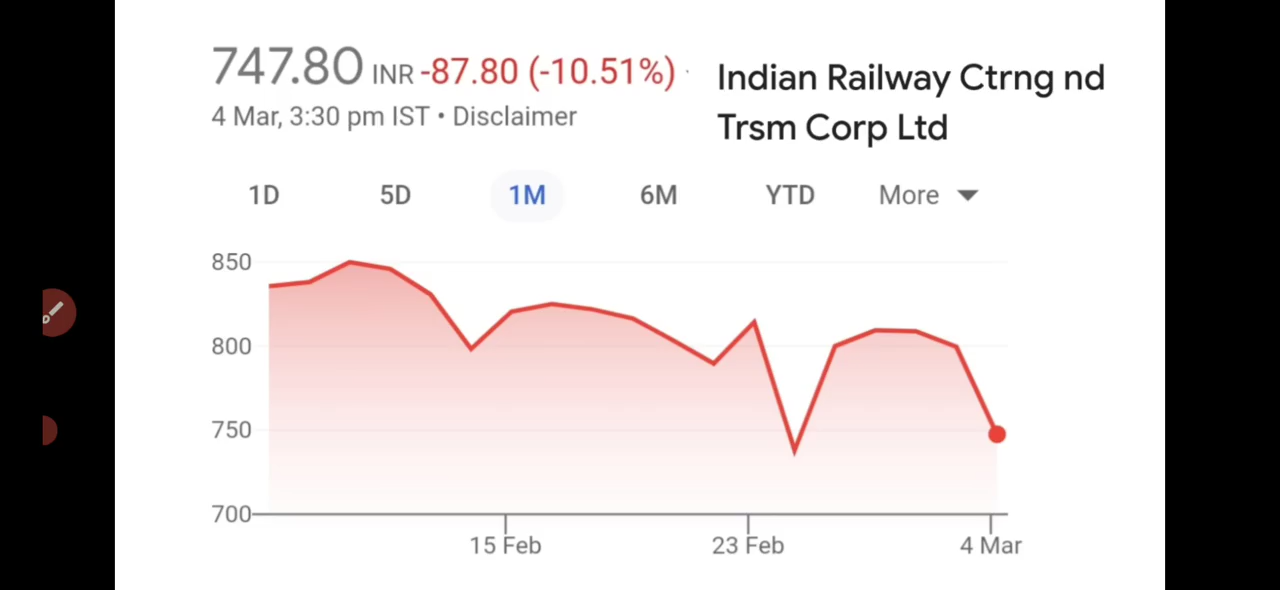 747.80 INR -87.80 (-10.51%)
4 Mar, 3:30 pm IST • Disclaimer
Indian Railway Ctrng nd
Trsm Corp Ltd
1D 5D 1M 6M YTD More
850
800
750
700
15 Feb 23 Feb 4 Mar